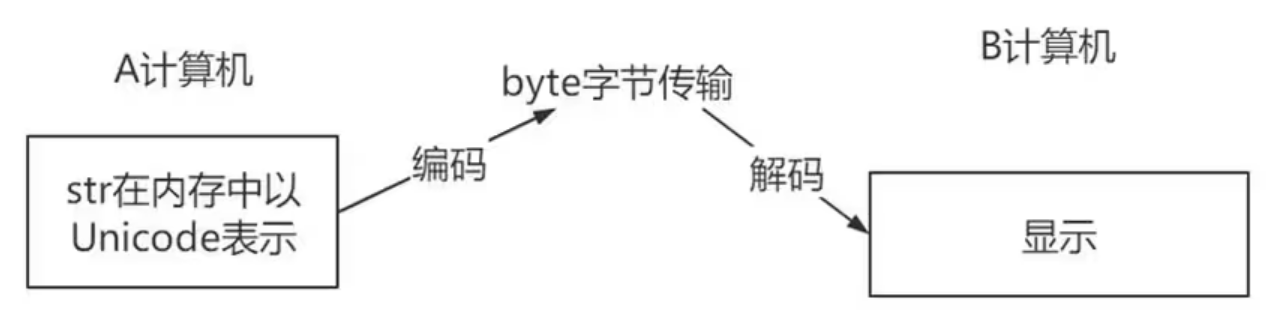 A计算机
byte字节传输
B计算机
编码
解码
str在内存中以
Unicode表示
显示